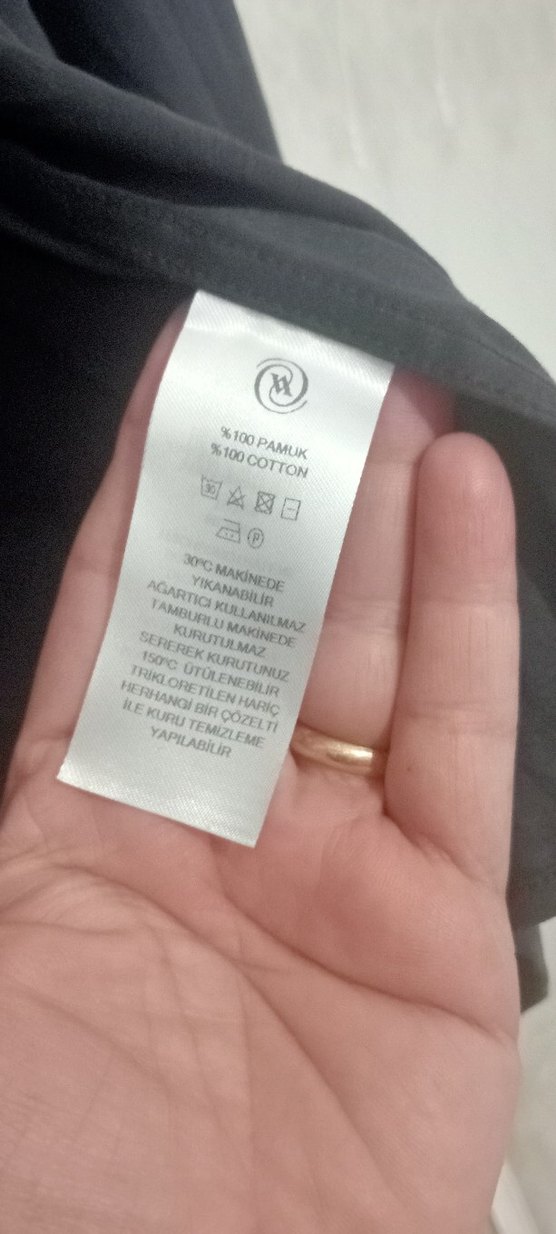 %100 PAMUK
%100 COTTON
30
P
30°C MAKİNEDE
YIKANABİLİR
AĞARTICI KULLANILMAZ
TAMBURLU MAKİNEDE
KURUTULMAZ
SEREREK KURUTUNUZ
150°C ÜTÜLENEBİLİR
TRİKLORETİLEN HARİÇ
HERHANGİ BİR ÇÖZELTİ
İLE KURU TEMİZLEME
YAPILABİLİR